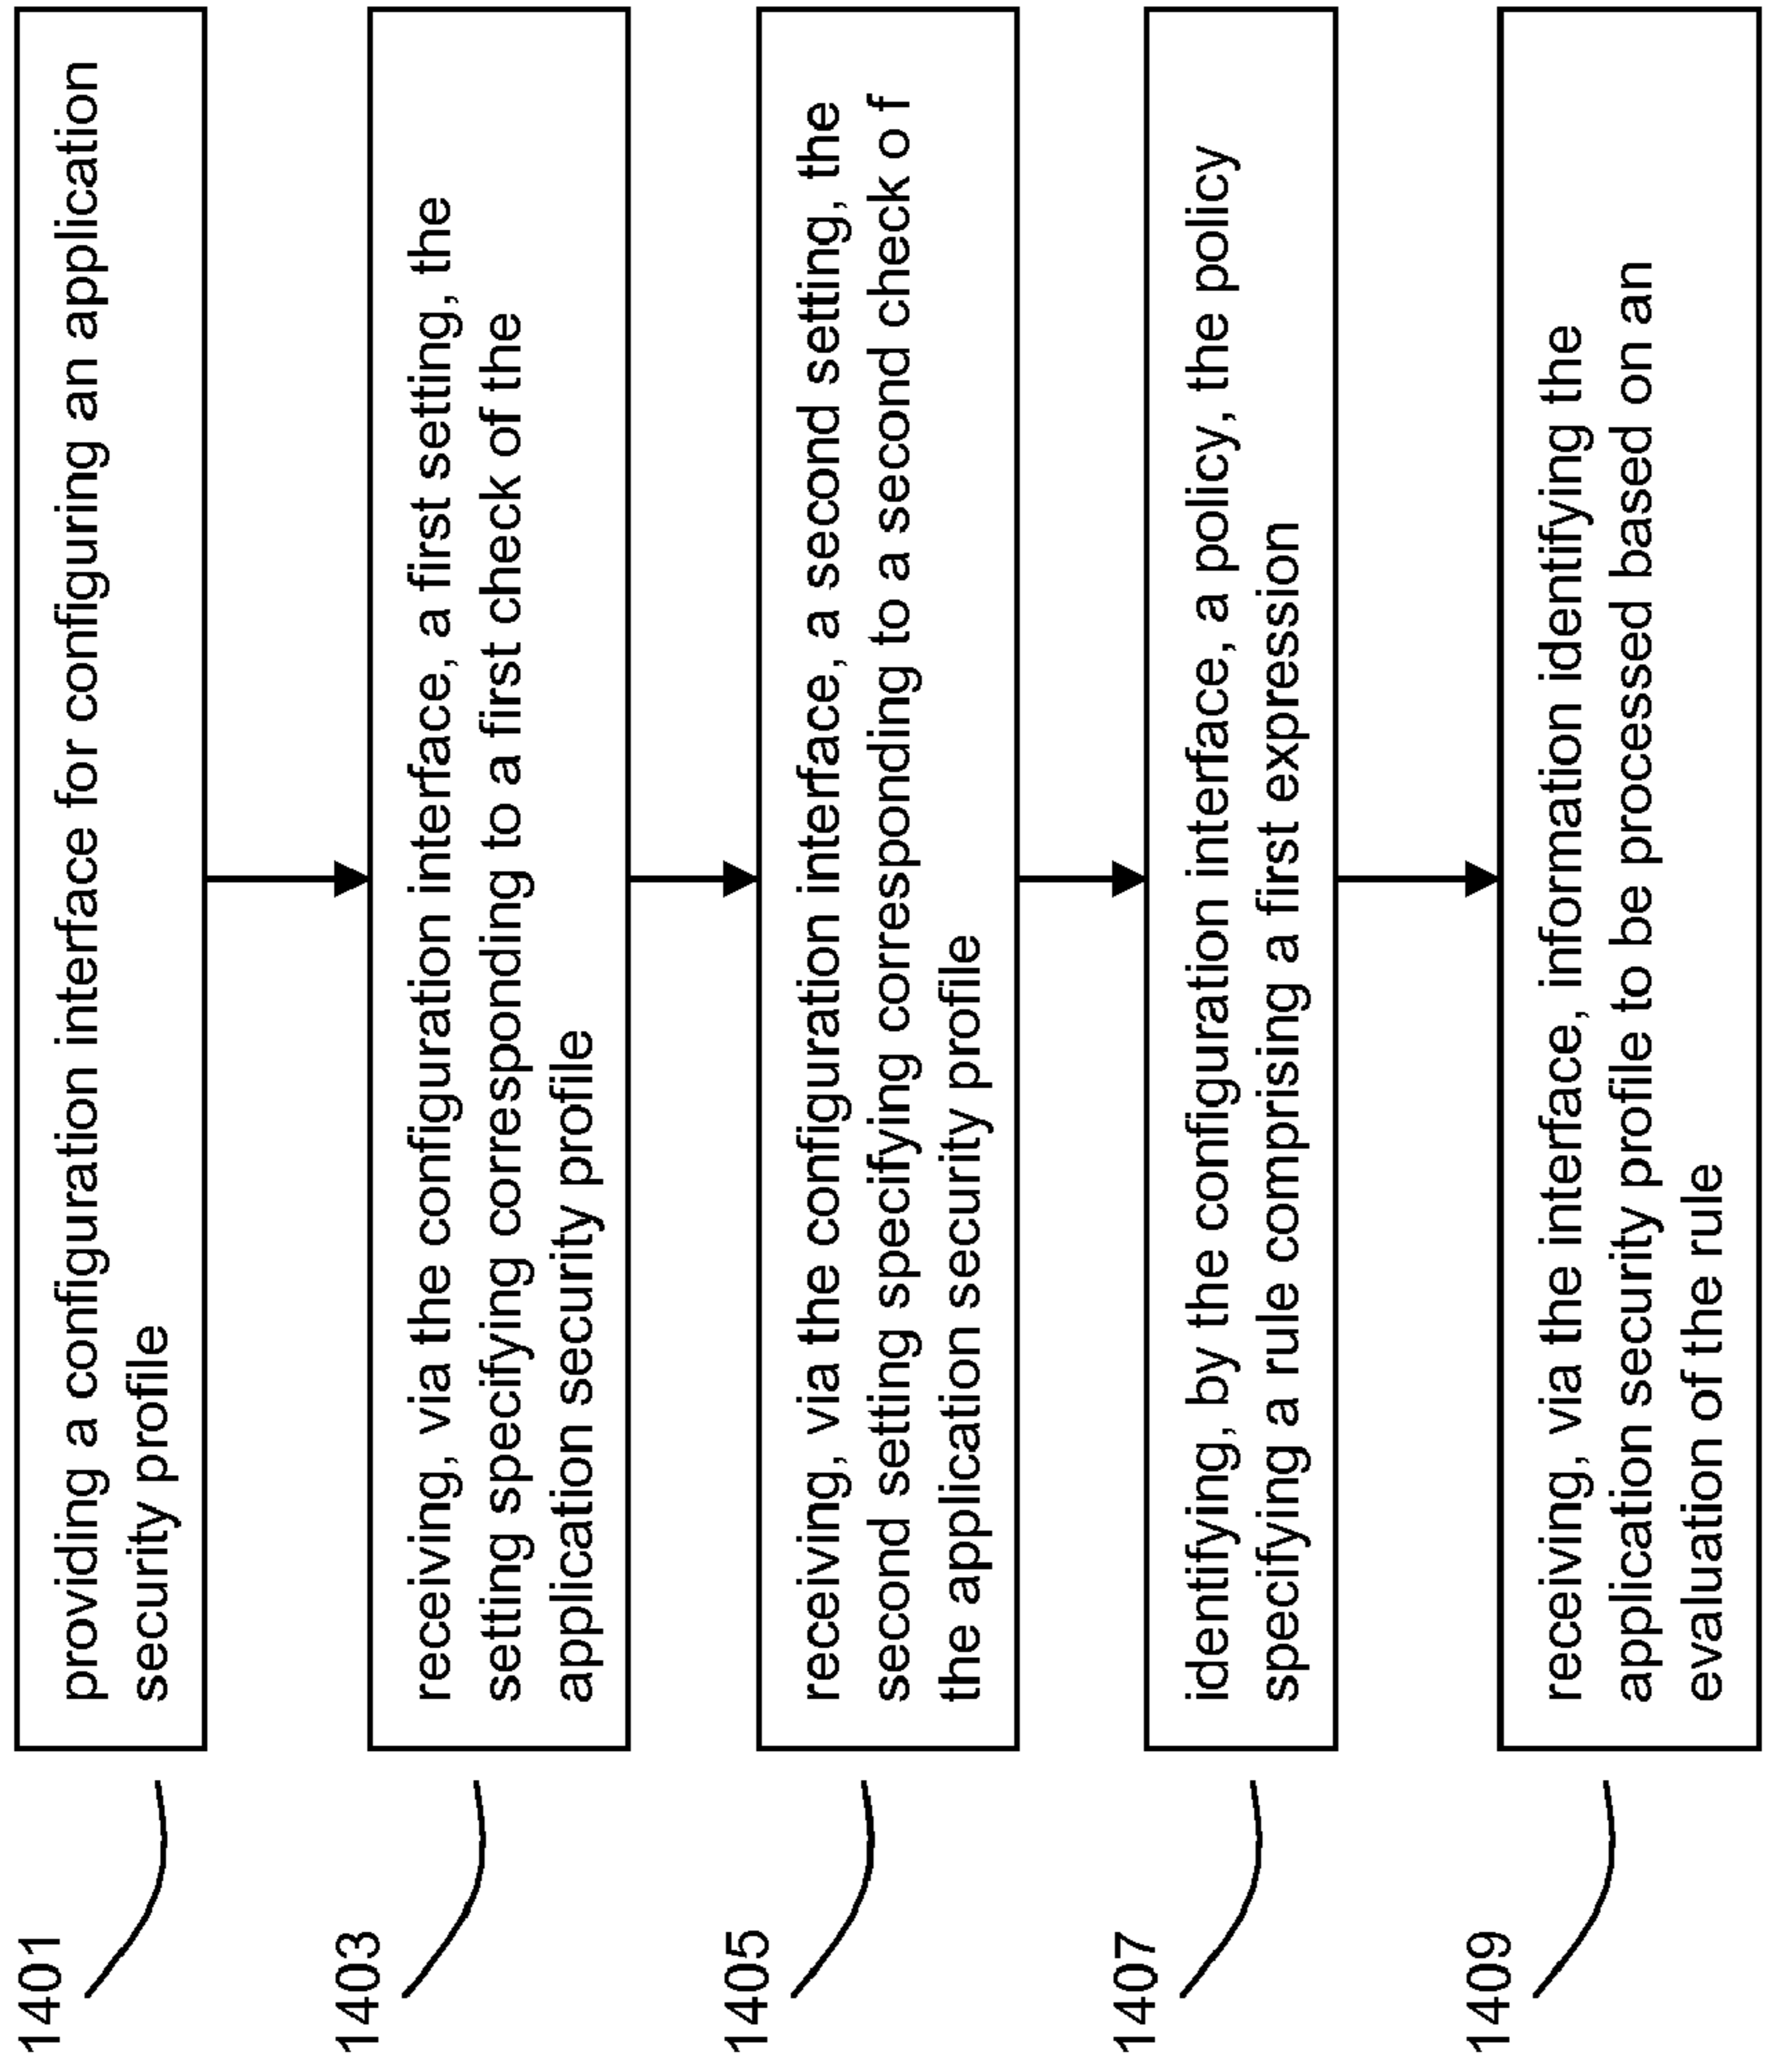 1401
providing a configuration interface for configuring an application
security profile
1403
receiving, via the configuration interface, a first setting, the
setting specifying corresponding to a first check of the
application security profile
1405
receiving, via the configuration interface, a second setting, the
second setting specifying corresponding to a second check o f
the application security profile
1407
identifying, by the configuration interface, a policy, the policy
specifying a rule comprising a first expression
1409
receiving, via the interface, information identifying the
application security profile to be processed based on an
evaluation of the rule